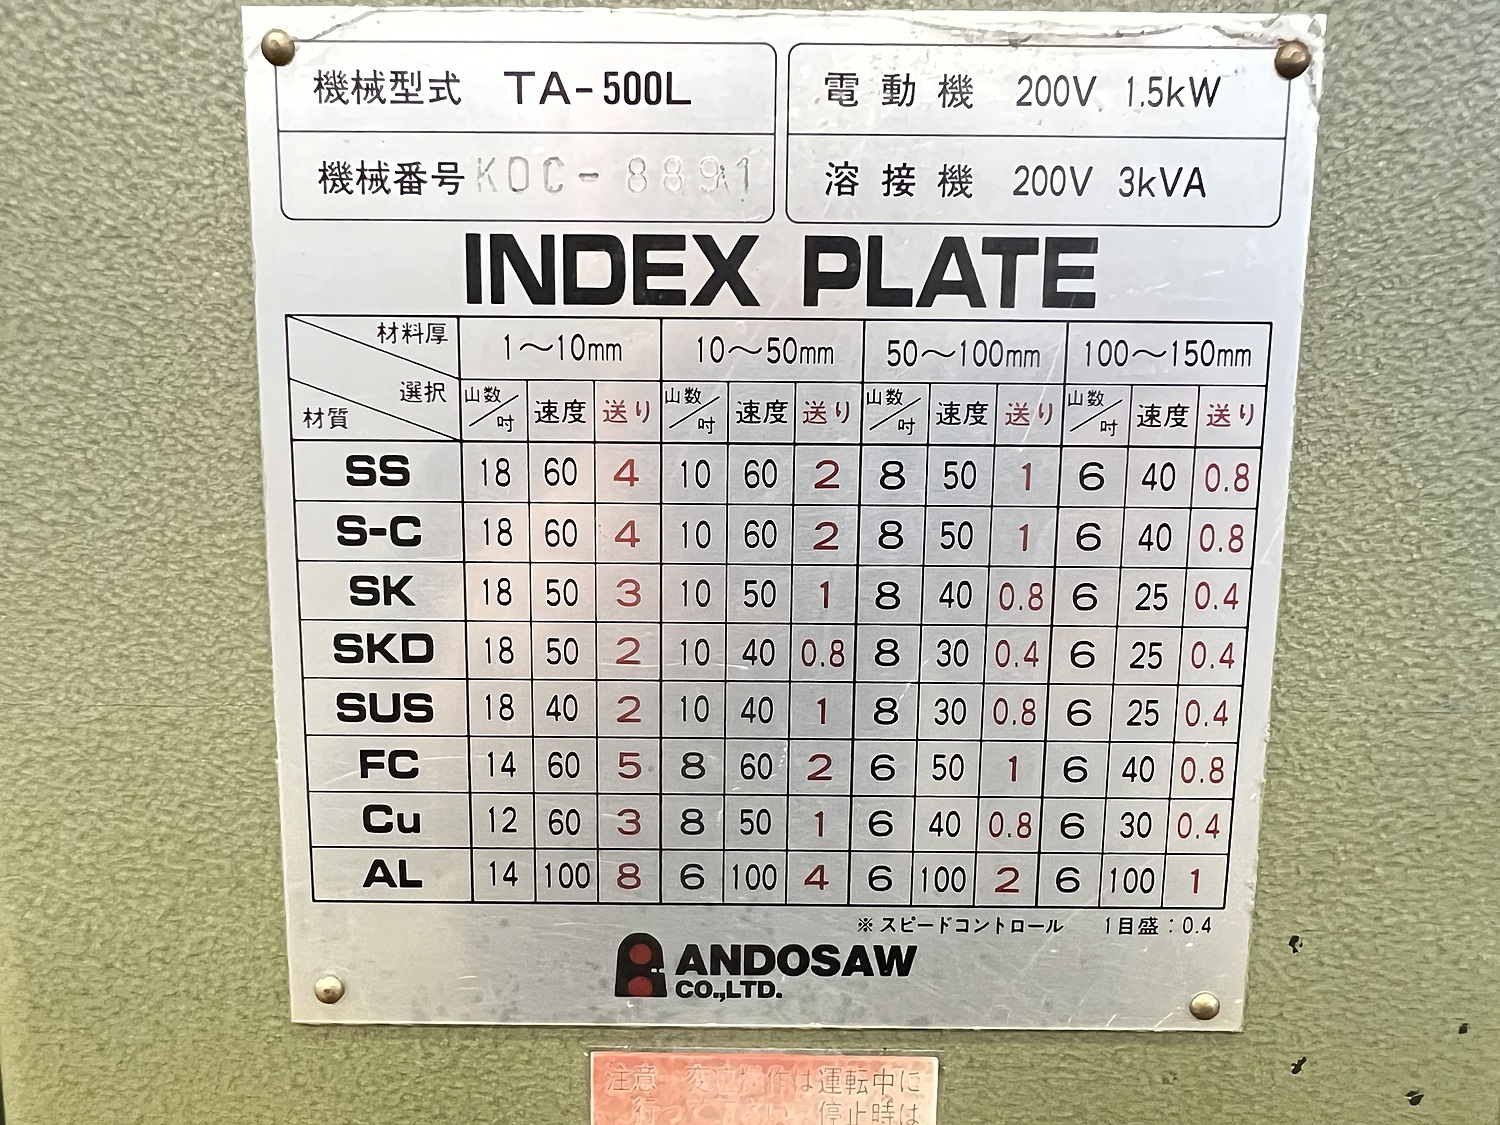 機械型式 TA-500L
電動機 200V 1.5kW
機械番号 KDC-8891
溶接機 200V 3kVA
INDEX PLATE
材料厚 1〜10mm 10〜50mm 50〜100mm 100〜150mm
選択 材質 山数/吋 速度 送り 山数/吋 速度 送り 山数/吋 速度 送り 山数/吋 速度 送り
SS 18 60 4 10 60 2 8 50 1 6 40 0.8
S-C 18 60 4 10 60 2 8 50 1 6 40 0.8
SK 18 50 3 10 50 1 8 40 0.8 6 25 0.4
SKD 18 50 2 10 40 0.8 8 30 0.4 6 25 0.4
SUS 18 40 2 10 40 1 8 30 0.8 6 25 0.4
FC 14 60 5 8 60 2 6 50 1 6 40 0.8
Cu 12 60 3 8 50 1 6 40 0.8 6 30 0.4
AL 14 100 8 6 100 4 6 100 2 6 100 1
※ スピードコントロール 1目盛：0.4
ANDOSAW
CO.,LTD.
注意 変速操作は運転中に
行って下さい 停止時は